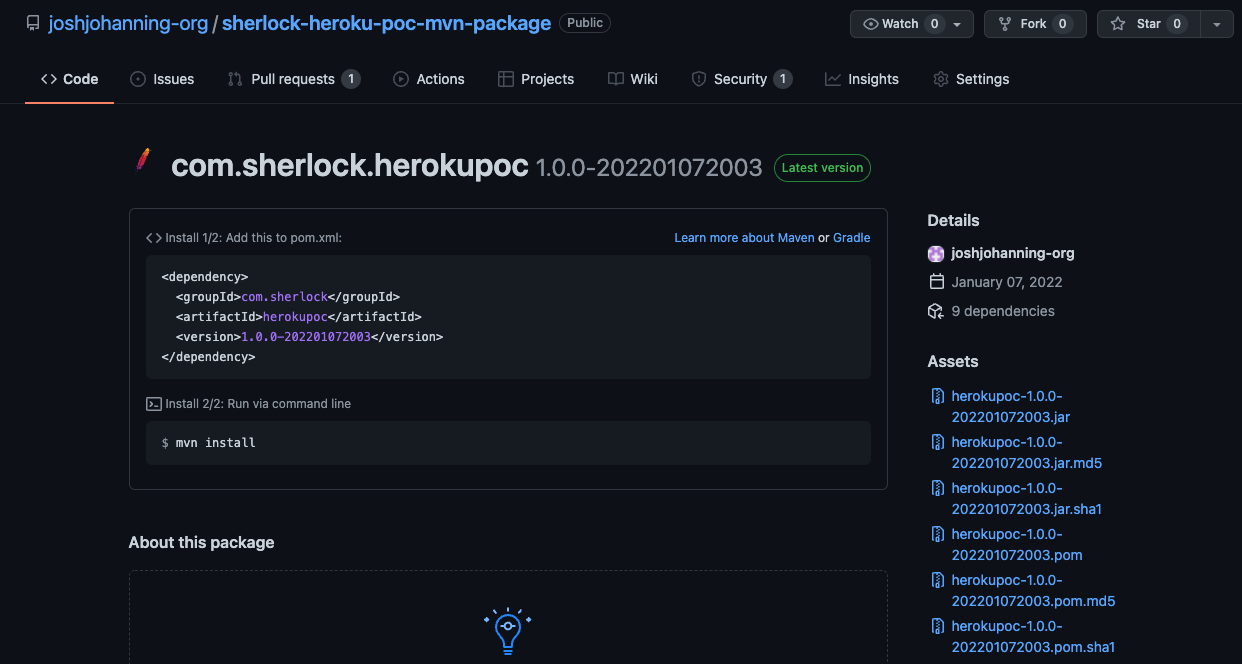 joshjohanning-org / sherlock-heroku-poc-mvn-package Public
Watch 0 Fork 0 Star 0
Code Issues Pull requests 1 Actions Projects Wiki Security 1 Insights Settings
com.sherlock.herokupoc 1.0.0-202201072003 Latest version
Install 1/2: Add this to pom.xml: Learn more about Maven or Gradle
<dependency>
  <groupId>com.sherlock</groupId>
  <artifactId>herokupoc</artifactId>
  <version>1.0.0-202201072003</version>
</dependency>
Install 2/2: Run via command line
$ mvn install
About this package
Details
joshjohanning-org
January 07, 2022
9 dependencies
Assets
herokupoc-1.0.0-
202201072003.jar
herokupoc-1.0.0-
202201072003.jar.md5
herokupoc-1.0.0-
202201072003.jar.sha1
herokupoc-1.0.0-
202201072003.pom
herokupoc-1.0.0-
202201072003.pom.md5
herokupoc-1.0.0-
202201072003.pom.sha1